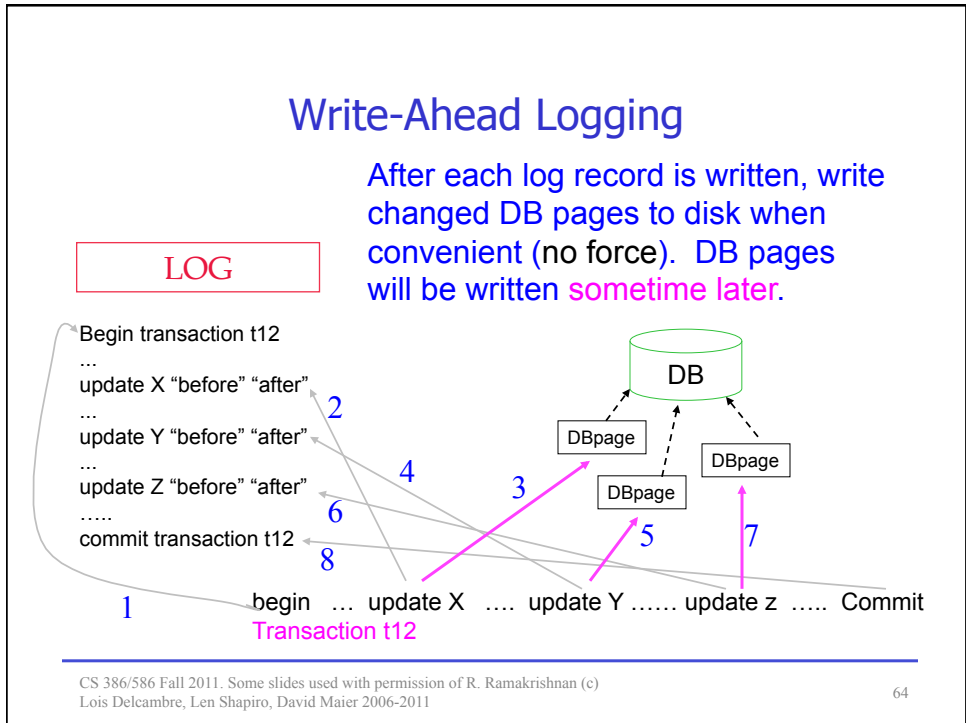 Write-Ahead Logging
After each log record is written, write
changed DB pages to disk when
convenient (no force). DB pages
will be written sometime later.
LOG
Begin transaction t12
...
update X “before” “after”
...
update Y “before” “after”
...
update Z “before” “after”
…..
commit transaction t12
DB
DBpage
DBpage
DBpage
2
4
3
6
5
7
8
1
begin … update X …. update Y …… update z ….. Commit
Transaction t12
CS 386/586 Fall 2011. Some slides used with permission of R. Ramakrishnan (c)
Lois Delcambre, Len Shapiro, David Maier 2006-2011
64